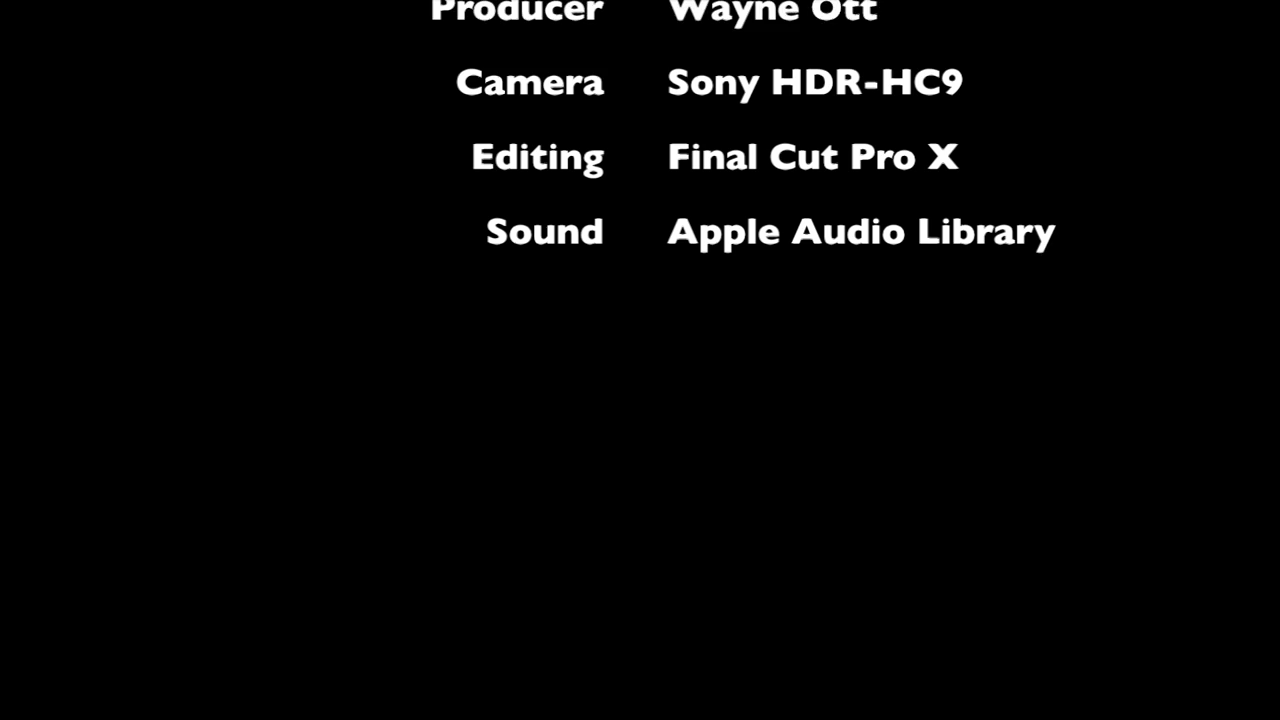 Producer Wayne Ott
Camera Sony HDR-HC9
Editing Final Cut Pro X
Sound Apple Audio Library